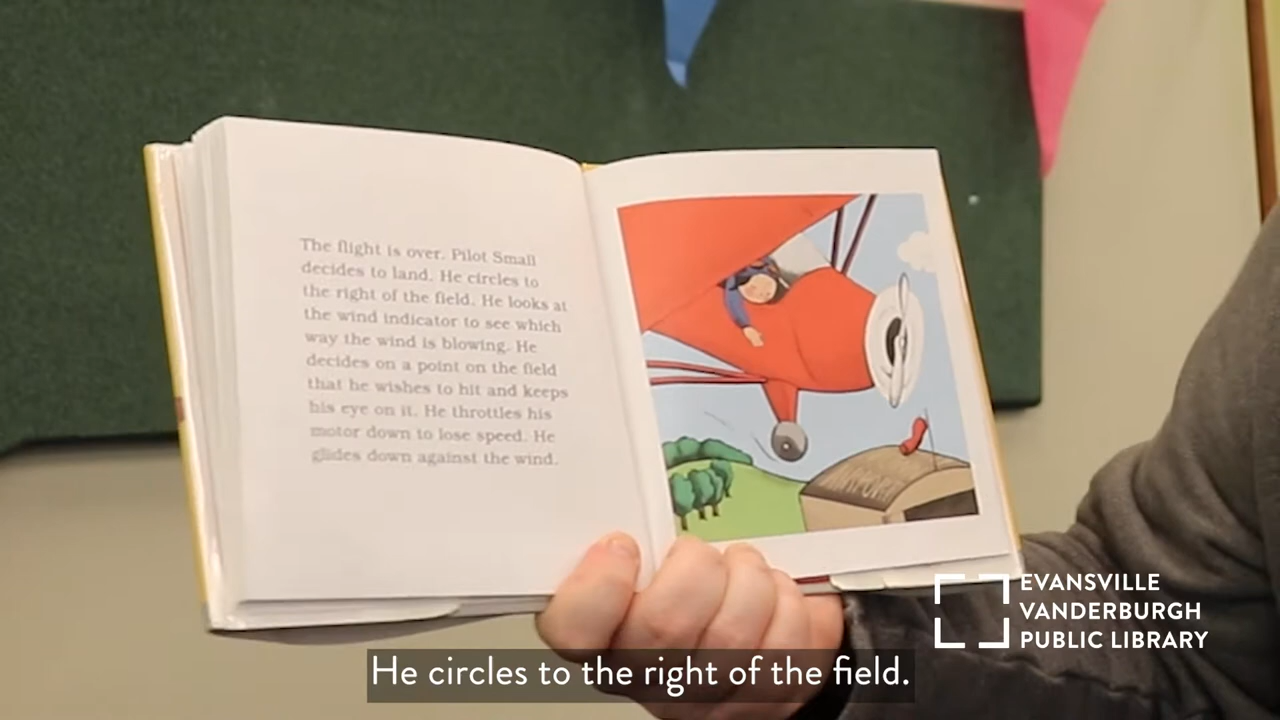 The flight is over. Pilot Small
decides to land. He circles to
the right of the field. He looks at
the wind indicator to see which
way the wind is blowing. He
decides on a point on the field
that he wishes to hit and keeps
his eye on it. He throttles his
motor down to lose speed. He
glides down against the wind.
AIRPORT
EVANSVILLE
VANDERBURGH
PUBLIC LIBRARY
He circles to the right of the field.